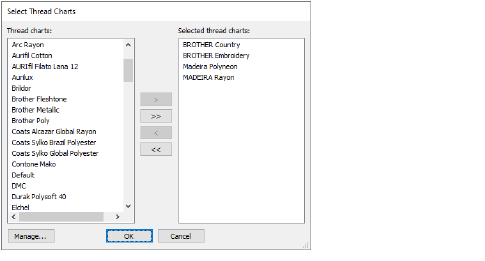 Select Thread Charts
Thread charts:
Arc Rayon
Aurifil Cotton
AURIfil Filato Lana 12
Aurilux
Brildor
Brother Fleshtone
Brother Metallic
Brother Poly
Coats Alcazar Global Rayon
Coats Sylko Brazil Polyester
Coats Sylko Global Polyester
Contone Mako
Default
DMC
Durak Polysoft 40
Eichel
>
>>
<
<<
Selected thread charts:
BROTHER Country
BROTHER Embroidery
Madeira Polyneon
MADEIRA Rayon
Manage...
OK
Cancel